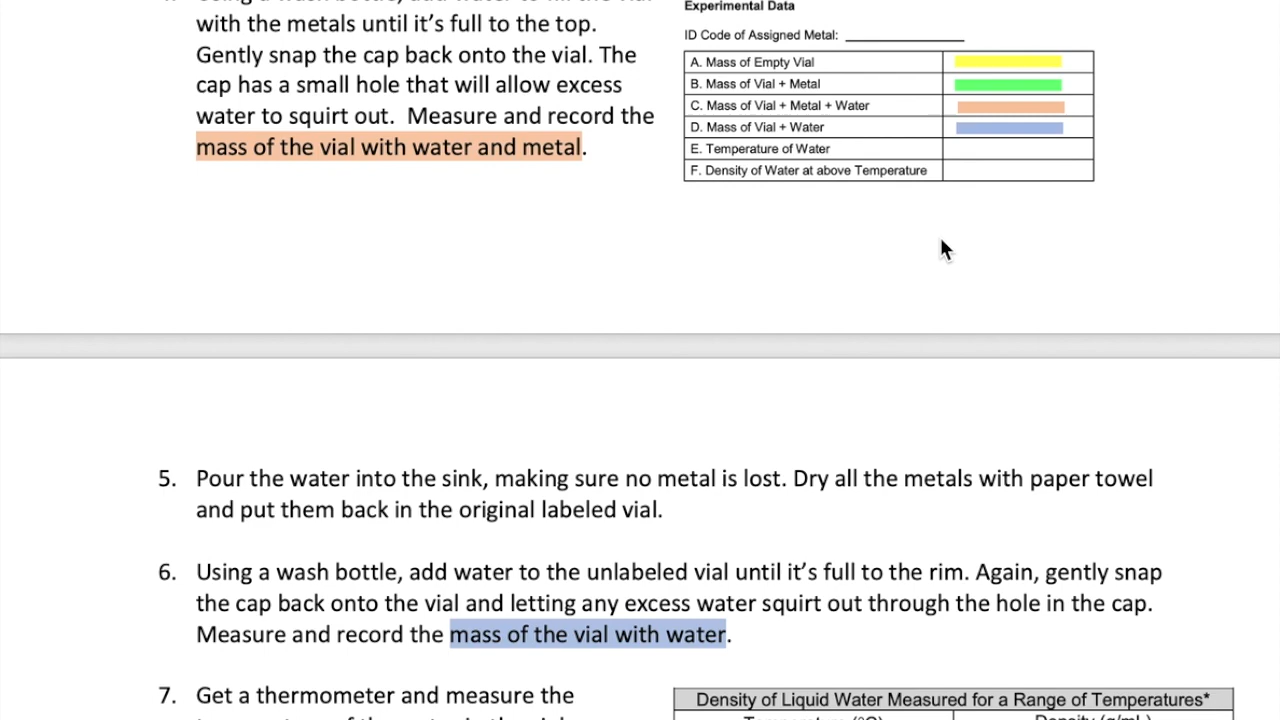 with the metals until it's full to the top.
Gently snap the cap back onto the vial. The
cap has a small hole that will allow excess
water to squirt out.  Measure and record the
mass of the vial with water and metal.
Experimental Data
ID Code of Assigned Metal: ____________
A. Mass of Empty Vial
B. Mass of Vial + Metal
C. Mass of Vial + Metal + Water
D. Mass of Vial + Water
E. Temperature of Water
F. Density of Water at above Temperature
5. Pour the water into the sink, making sure no metal is lost. Dry all the metals with paper towel
and put them back in the original labeled vial.
6. Using a wash bottle, add water to the unlabeled vial until it's full to the rim. Again, gently snap
the cap back onto the vial and letting any excess water squirt out through the hole in the cap.
Measure and record the mass of the vial with water.
7. Get a thermometer and measure the
Density of Liquid Water Measured for a Range of Temperatures*